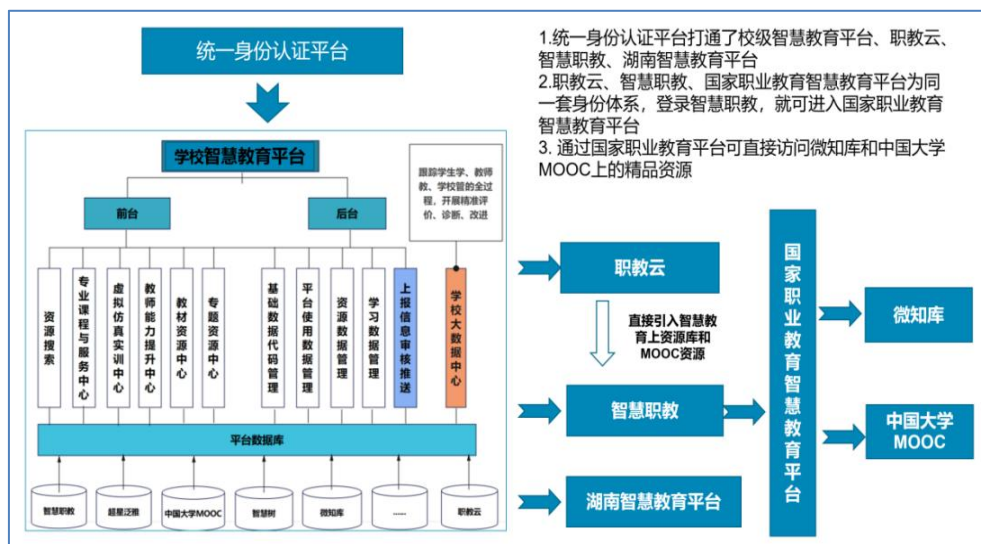 统一身份认证平台
1.统一身份认证平台打通了校级智慧教育平台、职教云、
智慧职教、湖南智慧教育平台
2.职教云、智慧职教、国家职业教育智慧教育平台为同
一套身份体系，登录智慧职教，就可进入国家职业教育
智慧教育平台
3. 通过国家职业教育平台可直接访问微知库和中国大学
MOOC上的精品资源
学校智慧教育平台
跟踪学生学、教师
教、学校管的全过
程，开展精准评
价、诊断、改进
前台
后台
资源搜索
专业课程与服务中心
虚拟仿真实训中心
教师能力提升中心
教材资源中心
专题资源中心
基础数据代码管理
平台使用数据管理
资源数据管理
学习数据管理
上报信息审核推送
学校大数据中心
平台数据库
智慧职教
超星泛雅
中国大学MOOC
智慧树
微知库
......
职教云
职教云
直接引入智慧教
育上资源库和
MOOC资源
智慧职教
湖南智慧教育平台
国家职业教育智慧教育平台
微知库
中国大学
MOOC